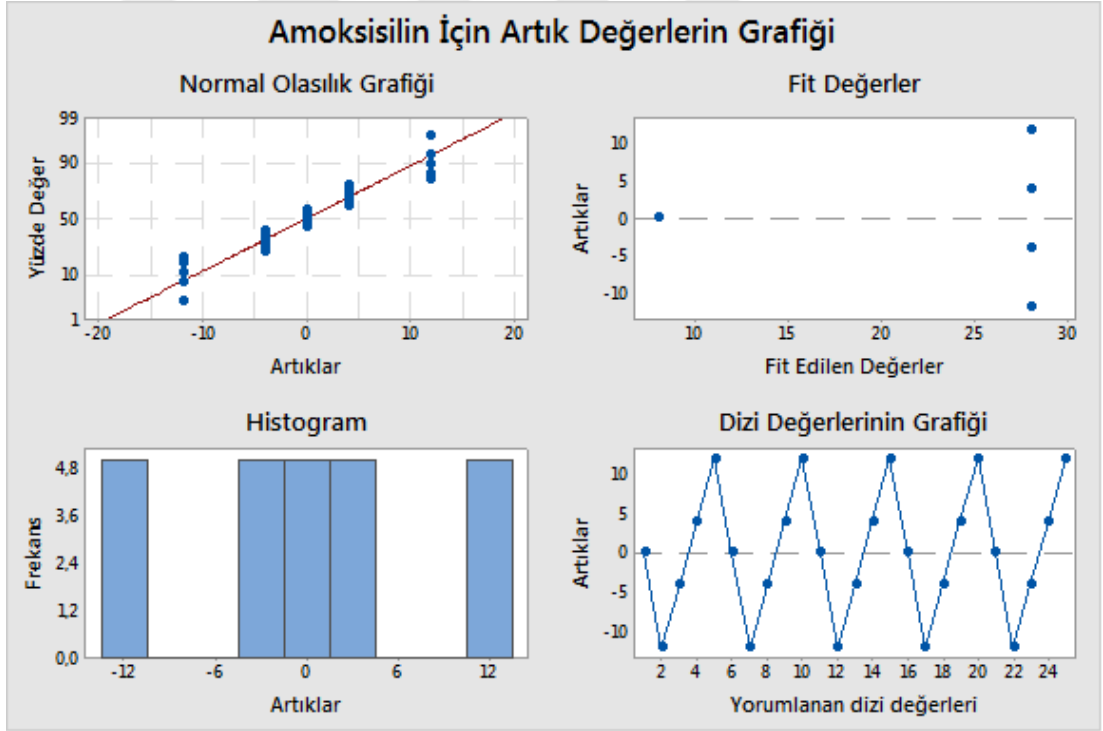 Amoksisilin İçin Artık Değerlerin Grafiği
Normal Olasılık Grafiği
99
90
50
10
1
Yüzde Değer
-20 -10 0 10 20
Artıklar
Fit Değerler
10
5
0
-5
-10
Artıklar
10 15 20 25 30
Fit Edilen Değerler
Histogram
4,8
3,6
2,4
1,2
0,0
Frekans
-12 -6 0 6 12
Artıklar
Dizi Değerlerinin Grafiği
10
5
0
-5
-10
Artıklar
2 4 6 8 10 12 14 16 18 20 22 24
Yorumlanan dizi değerleri